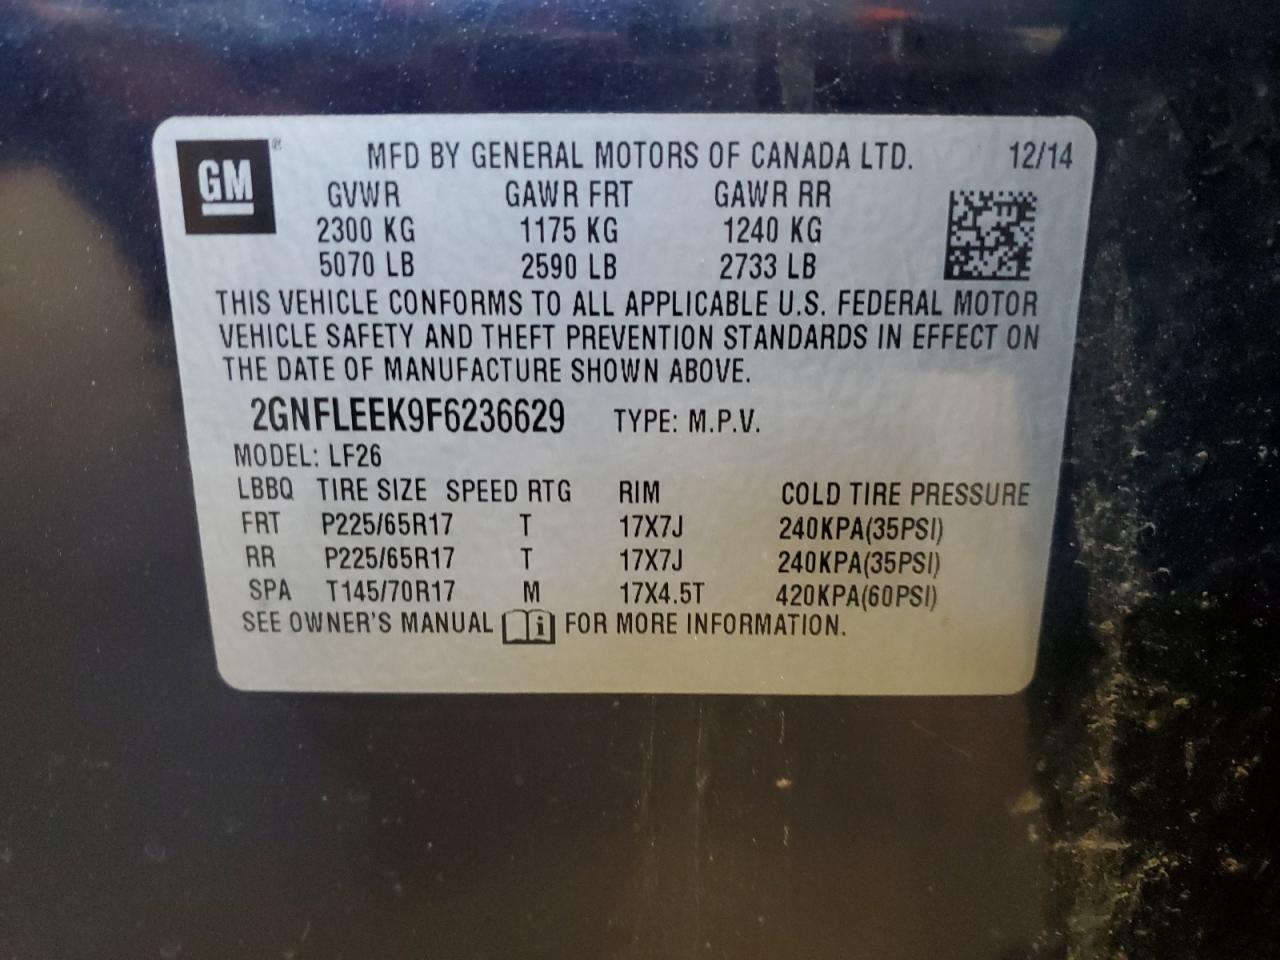 GM® MFD BY GENERAL MOTORS OF CANADA LTD. 12/14
GVWR GAWR FRT GAWR RR
2300 KG 1175 KG 1240 KG
5070 LB 2590 LB 2733 LB
THIS VEHICLE CONFORMS TO ALL APPLICABLE U.S. FEDERAL MOTOR
VEHICLE SAFETY AND THEFT PREVENTION STANDARDS IN EFFECT ON
THE DATE OF MANUFACTURE SHOWN ABOVE.
2GNFLEEK9F6236629 TYPE: M.P.V.
MODEL: LF26
LBBQ TIRE SIZE SPEED RTG RIM COLD TIRE PRESSURE
FRT P225/65R17 T 17X7J 240KPA(35PSI)
RR P225/65R17 T 17X7J 240KPA(35PSI)
SPA T145/70R17 M 17X4.5T 420KPA(60PSI)
SEE OWNER'S MANUAL i FOR MORE INFORMATION.